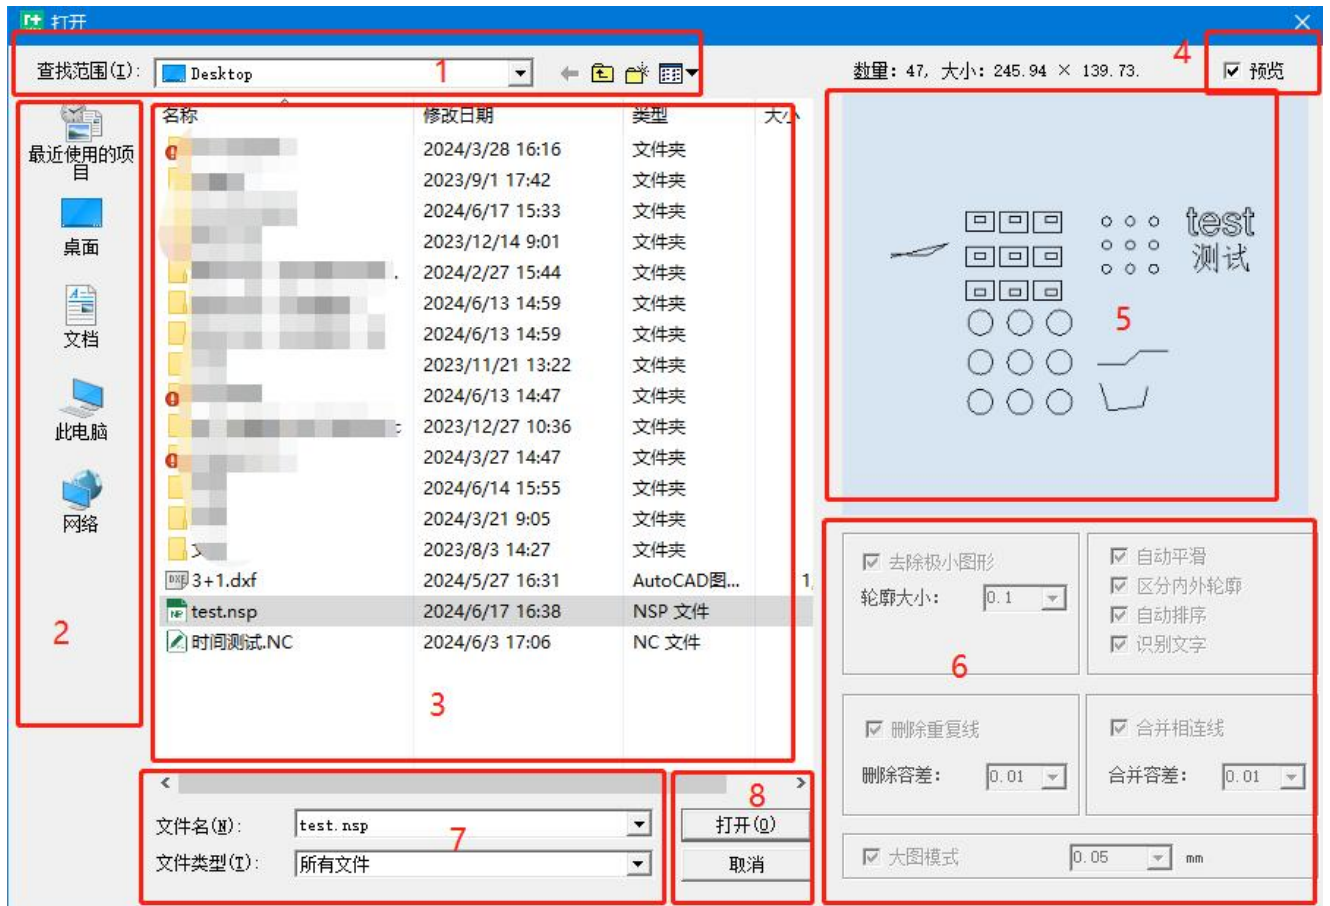 打开
查找范围(I):
Desktop
1
数量: 47, 大小: 245.94 × 139.73.
4
预览
最近使用的项目
桌面
文档
此电脑
网络
2
名称 修改日期 类型 大小
2024/3/28 16:16 文件夹
2023/9/1 17:42 文件夹
2024/6/17 15:33 文件夹
2023/12/14 9:01 文件夹
2024/2/27 15:44 文件夹
2024/6/13 14:59 文件夹
2024/6/13 14:59 文件夹
2023/11/21 13:22 文件夹
2024/6/13 14:47 文件夹
2023/12/27 10:36 文件夹
2024/3/27 14:47 文件夹
2024/6/14 15:55 文件夹
2024/3/21 9:05 文件夹
2023/8/3 14:27 文件夹
3+1.dxf 2024/5/27 16:31 AutoCAD图... 1,
test.nsp 2024/6/17 16:38 NSP 文件
时间测试.NC 2024/6/3 17:06 NC 文件
3
test
测试
5
去除极小图形
轮廓大小: 0.1
自动平滑
区分内外轮廓
自动排序
识别文字
6
删除重复线
删除容差: 0.01
合并相连线
合并容差: 0.01
大图模式 0.05 mm
文件名(N): test.nsp
文件类型(T): 所有文件
7
8
打开(O)
取消